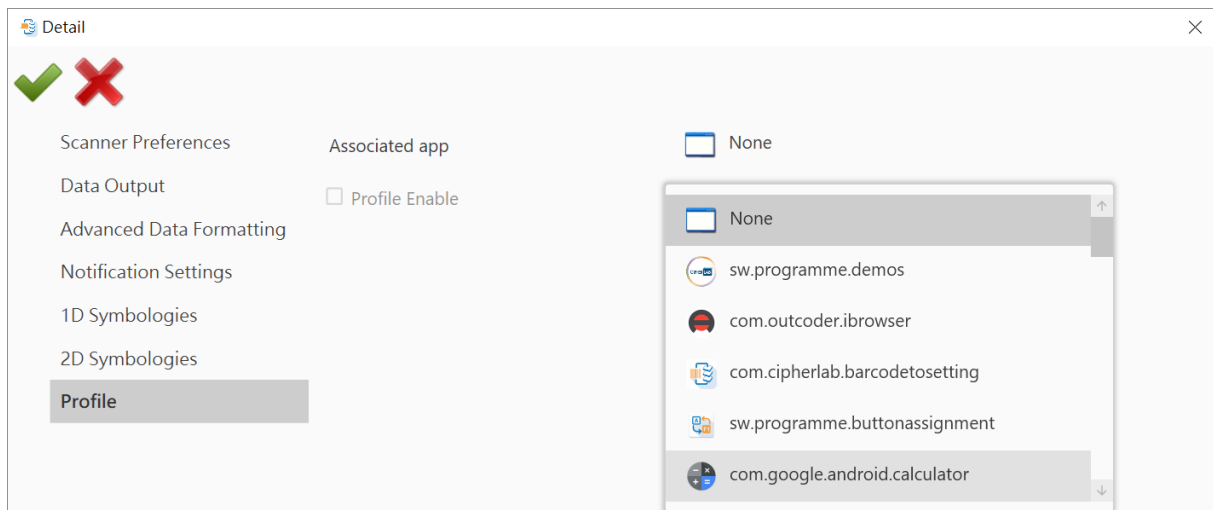 Detail
Scanner Preferences
Data Output
Advanced Data Formatting
Notification Settings
1D Symbologies
2D Symbologies
Profile
Associated app
Profile Enable
None
None
sw.programme.demos
com.outcoder.ibrowser
com.cipherlab.barcodetosetting
sw.programme.buttonassignment
com.google.android.calculator